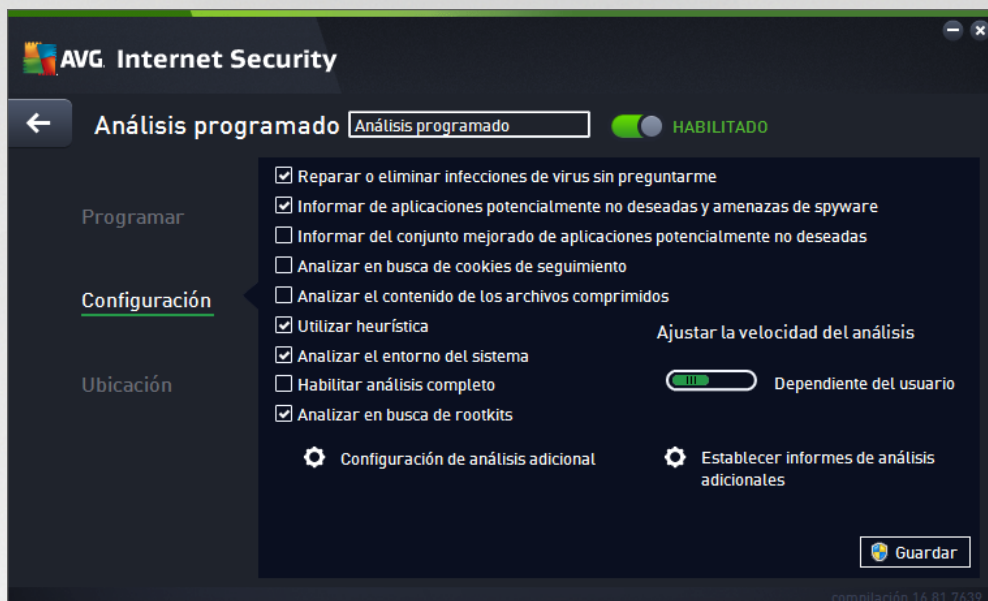 AVG Internet Security
Análisis programado
Análisis programado
HABILITADO
Programar
Configuración
Ubicación
Reparar o eliminar infecciones de virus sin preguntarme
Informar de aplicaciones potencialmente no deseadas y amenazas de spyware
Informar del conjunto mejorado de aplicaciones potencialmente no deseadas
Analizar en busca de cookies de seguimiento
Analizar el contenido de los archivos comprimidos
Utilizar heurística
Analizar el entorno del sistema
Habilitar análisis completo
Analizar en busca de rootkits
Ajustar la velocidad del análisis
Dependiente del usuario
Configuración de análisis adicional
Establecer informes de análisis
adicionales
Guardar
compilación 16.81.7639